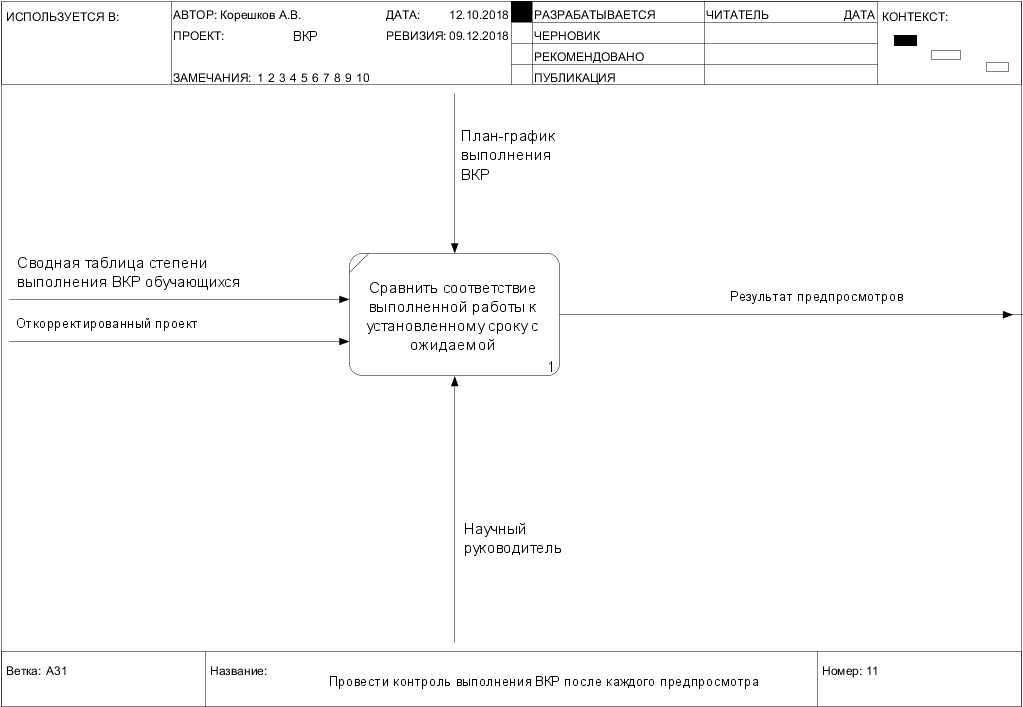 ИСПОЛЬЗУЕТСЯ В:
АВТОР: Корешков А.В.
ДАТА: 12.10.2018
РАЗРАБАТЫВАЕТСЯ
ЧИТАТЕЛЬ
ДАТА
КОНТЕКСТ:
ПРОЕКТ: ВКР
РЕВИЗИЯ: 09.12.2018
ЧЕРНОВИК
РЕКОМЕНДОВАНО
ЗАМЕЧАНИЯ: 1 2 3 4 5 6 7 8 9 10
ПУБЛИКАЦИЯ
План-график
выполнения
ВКР
Сводная таблица степени
выполнения ВКР обучающихся
Откорректированный проект
Сравнить соответствие
выполненной работы к
установленному сроку с
ожидаемой
1
Результат предпросмотров
Научный
руководитель
Ветка: А31
Название:
Провести контроль выполнения ВКР после каждого предпросмотра
Номер: 11